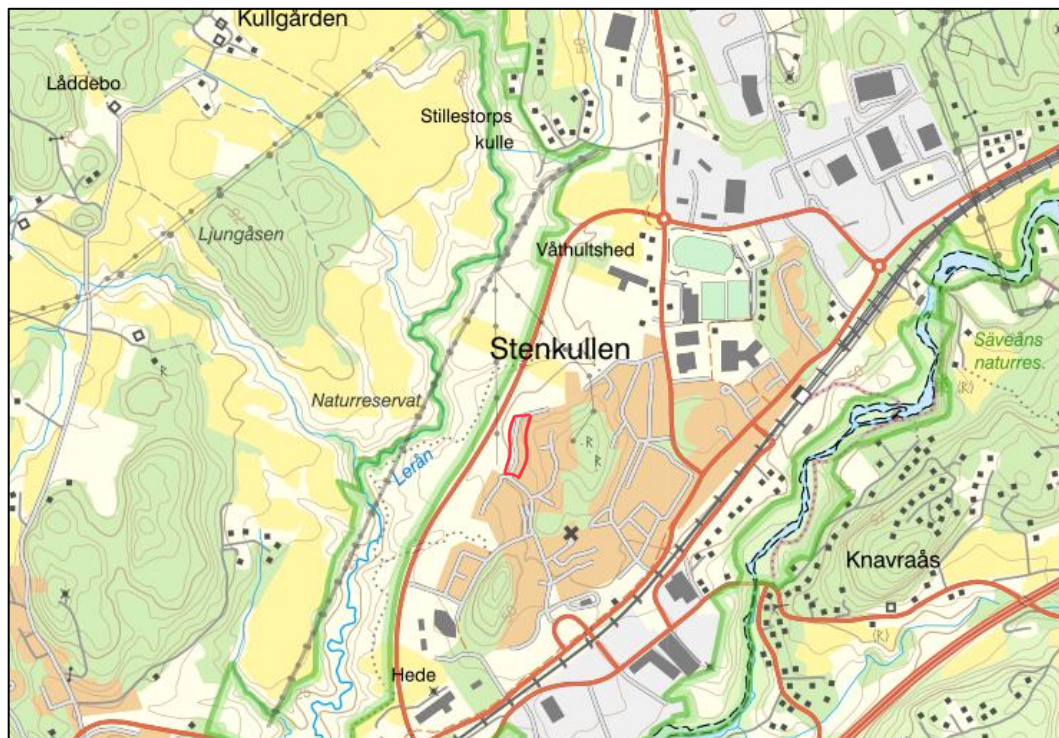 Kullgården
Låddebo
Stillestorps
kulle
Ljungåsen
Våthultshed
Stenkullen
Säveåns
naturres.
(R)
Naturreservat
R
R
R
Lerån
Knavraås
(R)
Hede